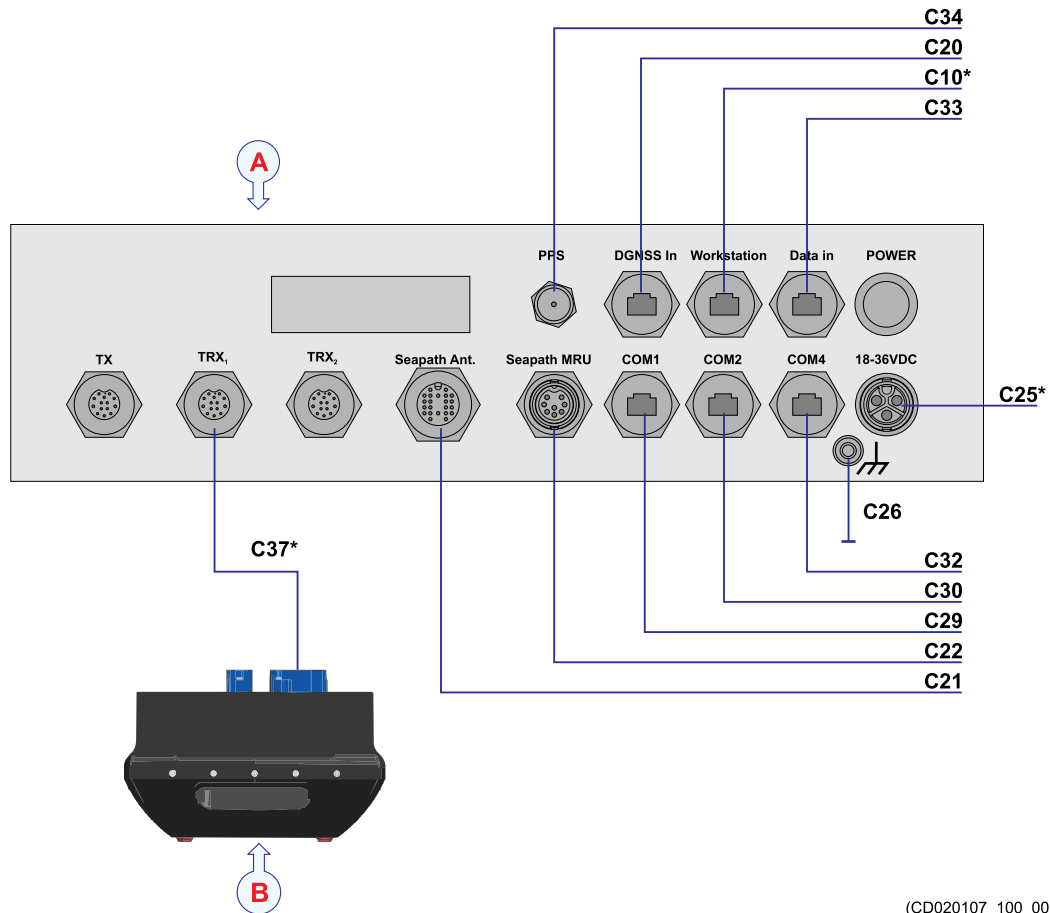 C34
C20
C10*
C33
A
PPS DGNSS In Workstation Data in POWER
TX TRX₁ TRX₂ Seapath Ant. Seapath MRU COM1 COM2 COM4 18-36VDC
C25*
C26
C37*
C32
C30
C29
C22
C21
B
(CD020107_100_00